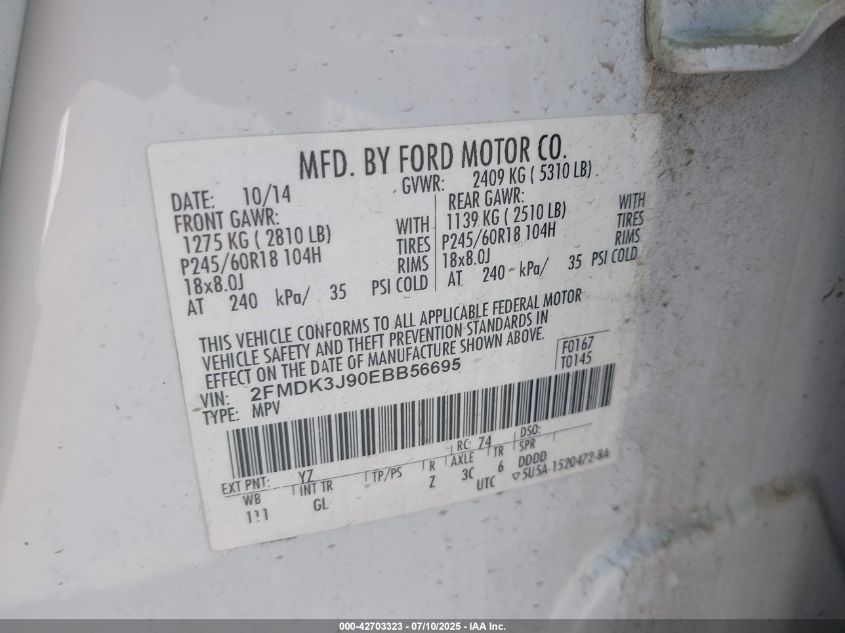 MFD. BY FORD MOTOR CO.
DATE: 10/14 GVWR: 2409 KG ( 5310 LB)
FRONT GAWR: REAR GAWR:
1275 KG ( 2810 LB) WITH 1139 KG ( 2510 LB) WITH
P245/60R18 104H TIRES P245/60R18 104H TIRES
18x8.0J RIMS 18x8.0J RIMS
AT 240 kPa/ 35 PSI COLD AT 240 kPa/ 35 PSI COLD
THIS VEHICLE CONFORMS TO ALL APPLICABLE FEDERAL MOTOR
VEHICLE SAFETY AND THEFT PREVENTION STANDARDS IN
EFFECT ON THE DATE OF MANUFACTURE SHOWN ABOVE.
VIN: 2FMDK3J90EBB56695 F0167
TYPE: MPV T0145
EXT PNT: YZ RC: 74 DSO:
WB INT TR TP/PS R AXLE TR SPR
111 GL Z 3C 6 DDDD
UTC ▽5U5A-1520472-BA
000-42703323 - 07/10/2025 - IAA Inc.